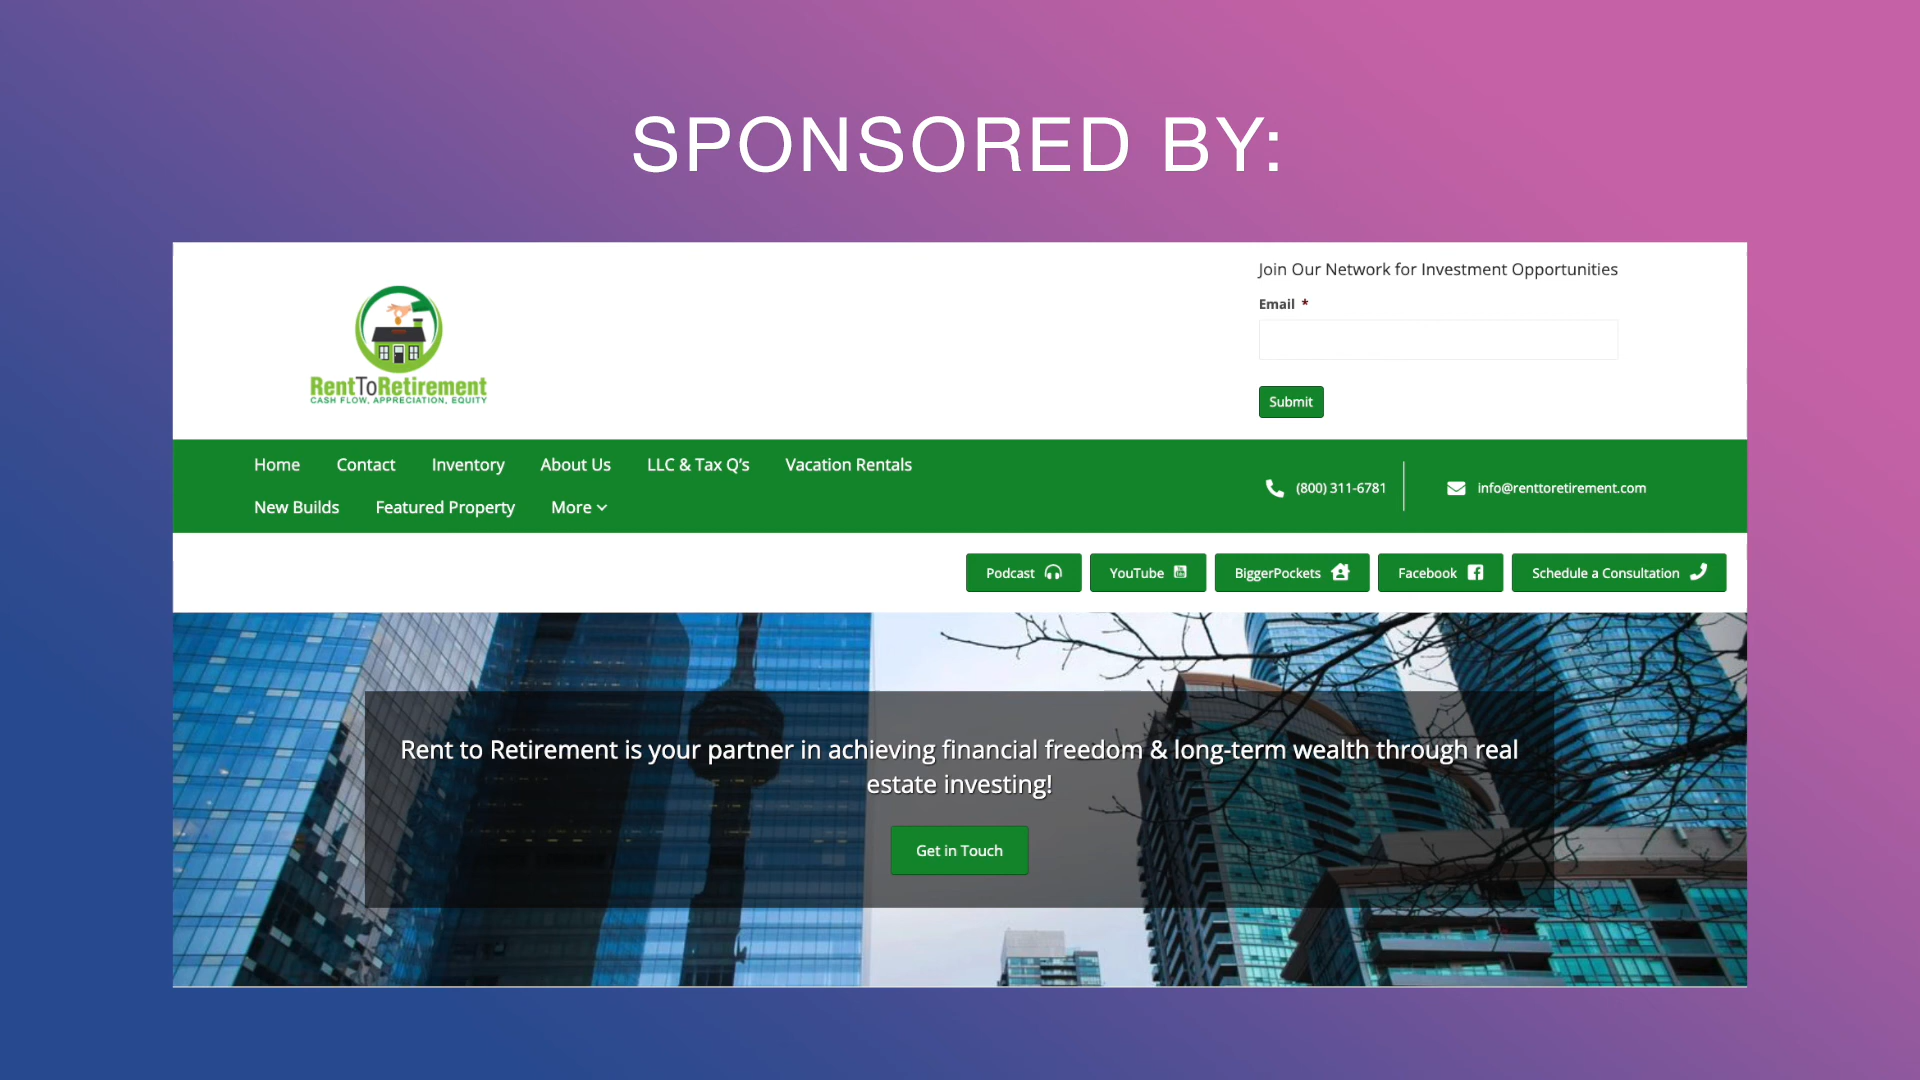 SPONSORED BY:
Join Our Network for Investment Opportunities
Email *
RentToRetirement
CASH FLOW, APPRECIATION, EQUITY
Submit
Home Contact Inventory About Us LLC & Tax Q's Vacation Rentals
New Builds Featured Property More
(800) 311-6781 info@renttoretirement.com
Podcast YouTube BiggerPockets Facebook Schedule a Consultation
Rent to Retirement is your partner in achieving financial freedom & long-term wealth through real
estate investing!
Get in Touch